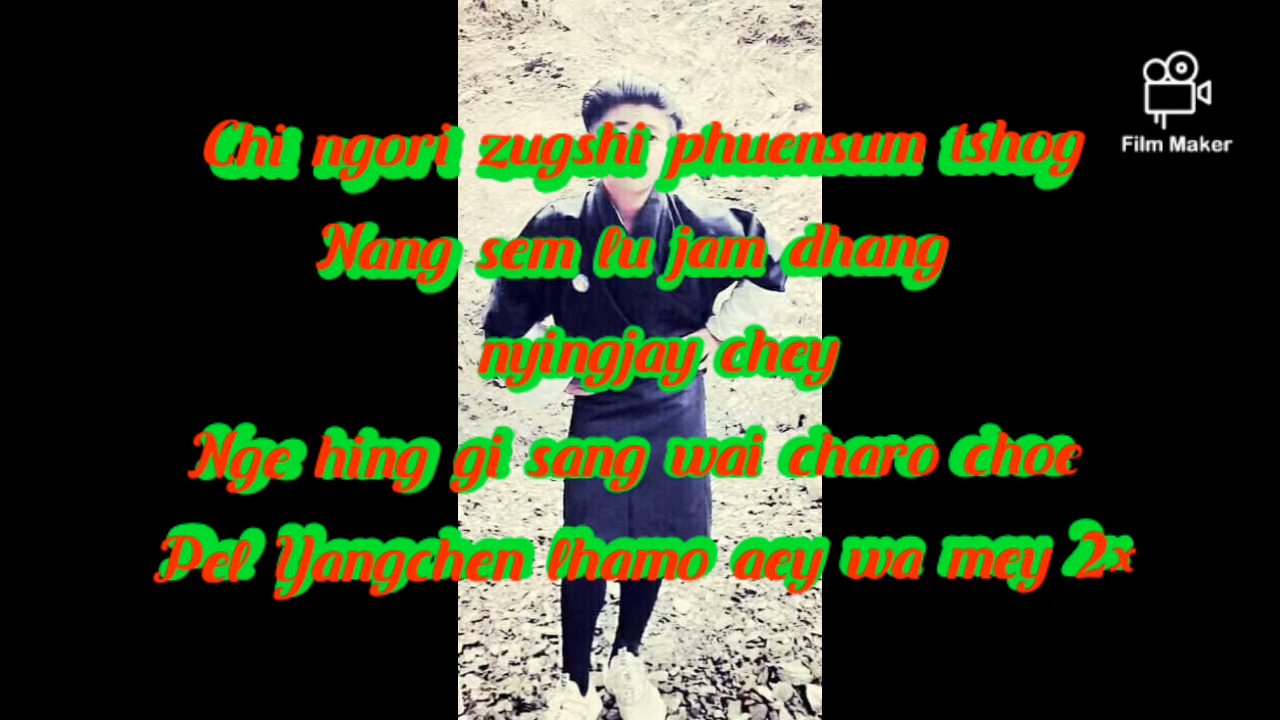 Film Maker
Chi ngori zugshi phuensum tshog
Nang sem lu jam dhang
nyingjay chey
Nge hing gi sang wai charo choe
Pel Yangchen lhamo aey wa mey 2x